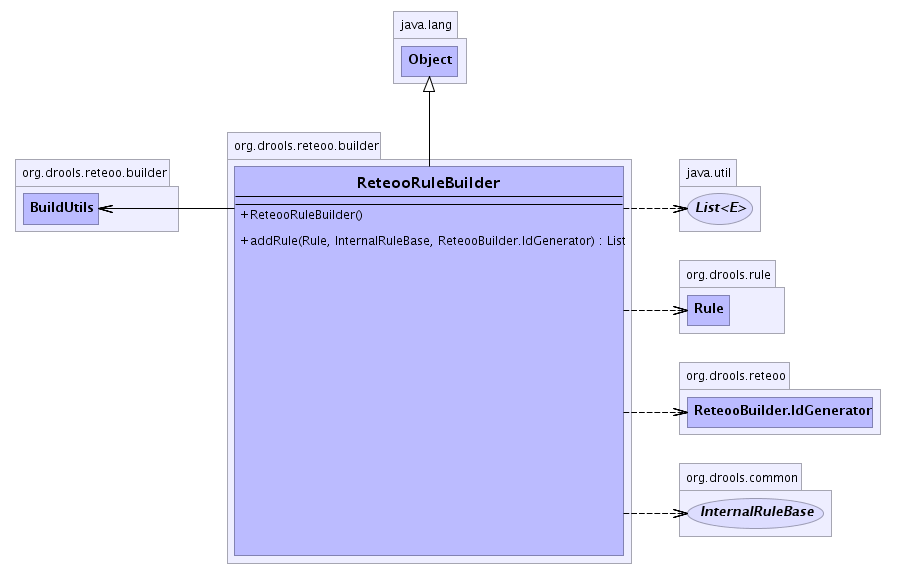 java.lang
Object
org.drools.reteoo.builder
ReteooRuleBuilder
+ ReteooRuleBuilder()
+ addRule(Rule, InternalRuleBase, ReteooBuilder.IdGenerator) : List
org.drools.reteoo.builder
BuildUtils
java.util
List<E>
org.drools.rule
Rule
org.drools.reteoo
ReteooBuilder.IdGenerator
org.drools.common
InternalRuleBase